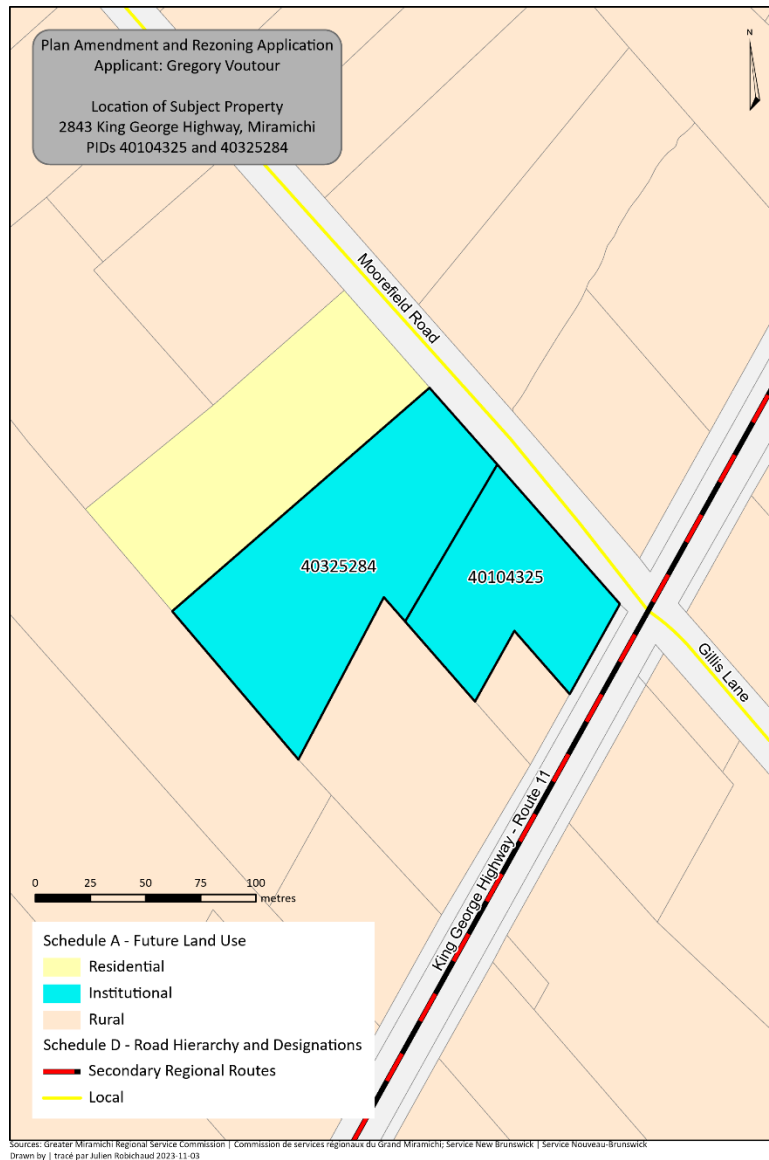 Plan Amendment and Rezoning Application
Applicant: Gregory Voutour
Location of Subject Property
2843 King George Highway, Miramichi
PIDs 40104325 and 40325284
N
Moorefield Road
40325284
40104325
Gillis Lane
King George Highway - Route 11
0 25 50 75 100
metres
Schedule A - Future Land Use
Residential
Institutional
Rural
Schedule D - Road Hierarchy and Designations
Secondary Regional Routes
Local
Sources: Greater Miramichi Regional Service Commission | Commission de services régionaux du Grand Miramichi; Service New Brunswick | Service Nouveau-Brunswick
Drawn by | tracé par Julien Robichaud 2023-11-03